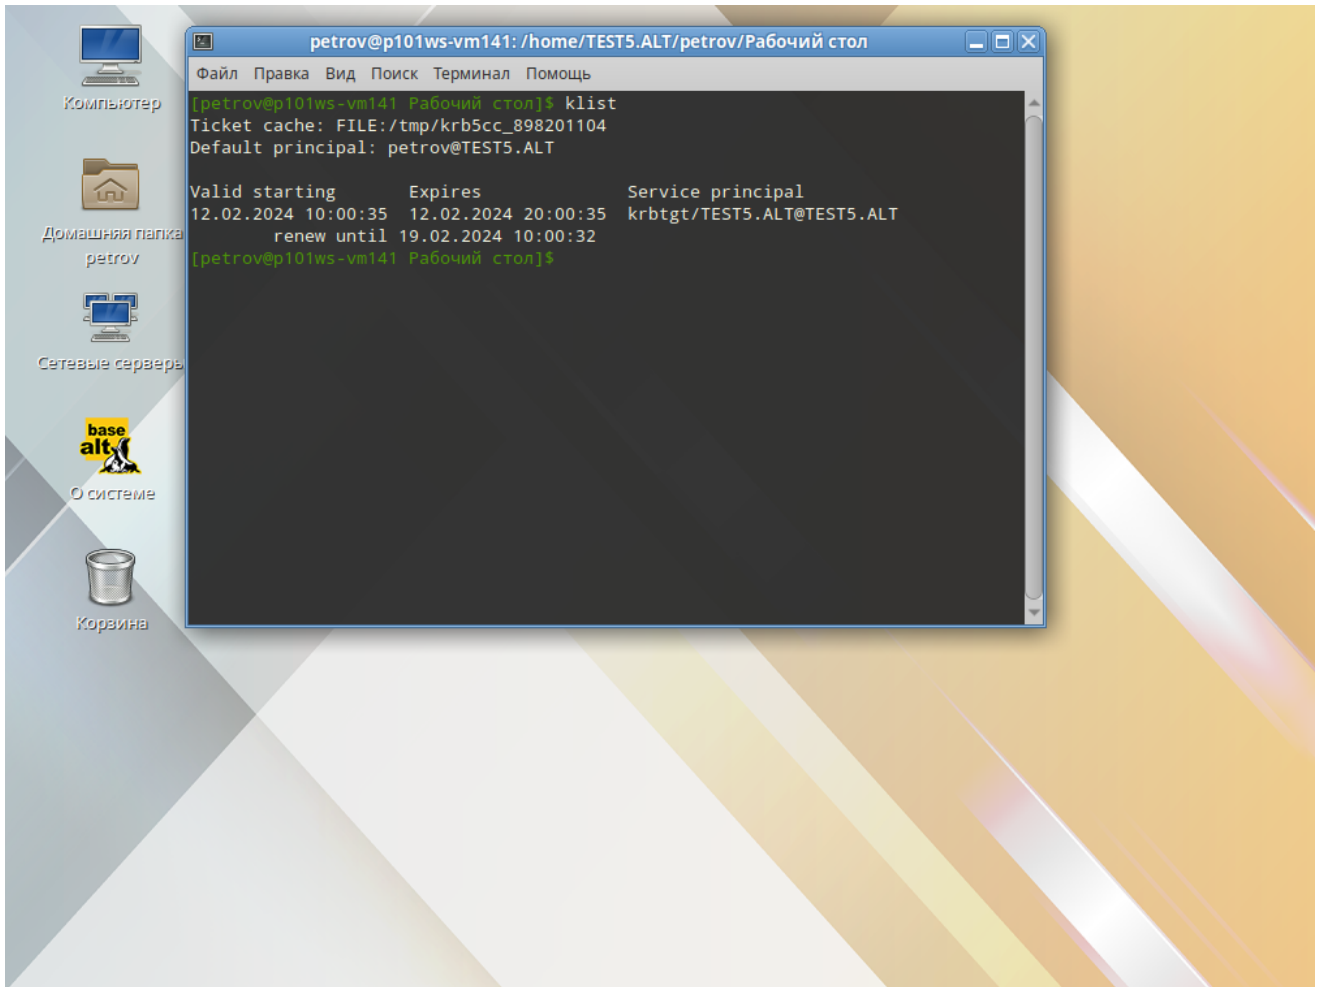 Компьютер
Домашняя папка
petrov
Сетевые серверы
base
alt
О системе
Корзина
petrov@p101ws-vm141: /home/TEST5.ALT/petrov/Рабочий стол
Файл Правка Вид Поиск Терминал Помощь
[petrov@p101ws-vm141 Рабочий стол]$ klist
Ticket cache: FILE:/tmp/krb5cc_898201104
Default principal: petrov@TEST5.ALT
Valid starting Expires Service principal
12.02.2024 10:00:35 12.02.2024 20:00:35 krbtgt/TEST5.ALT@TEST5.ALT
renew until 19.02.2024 10:00:32
[petrov@p101ws-vm141 Рабочий стол]$